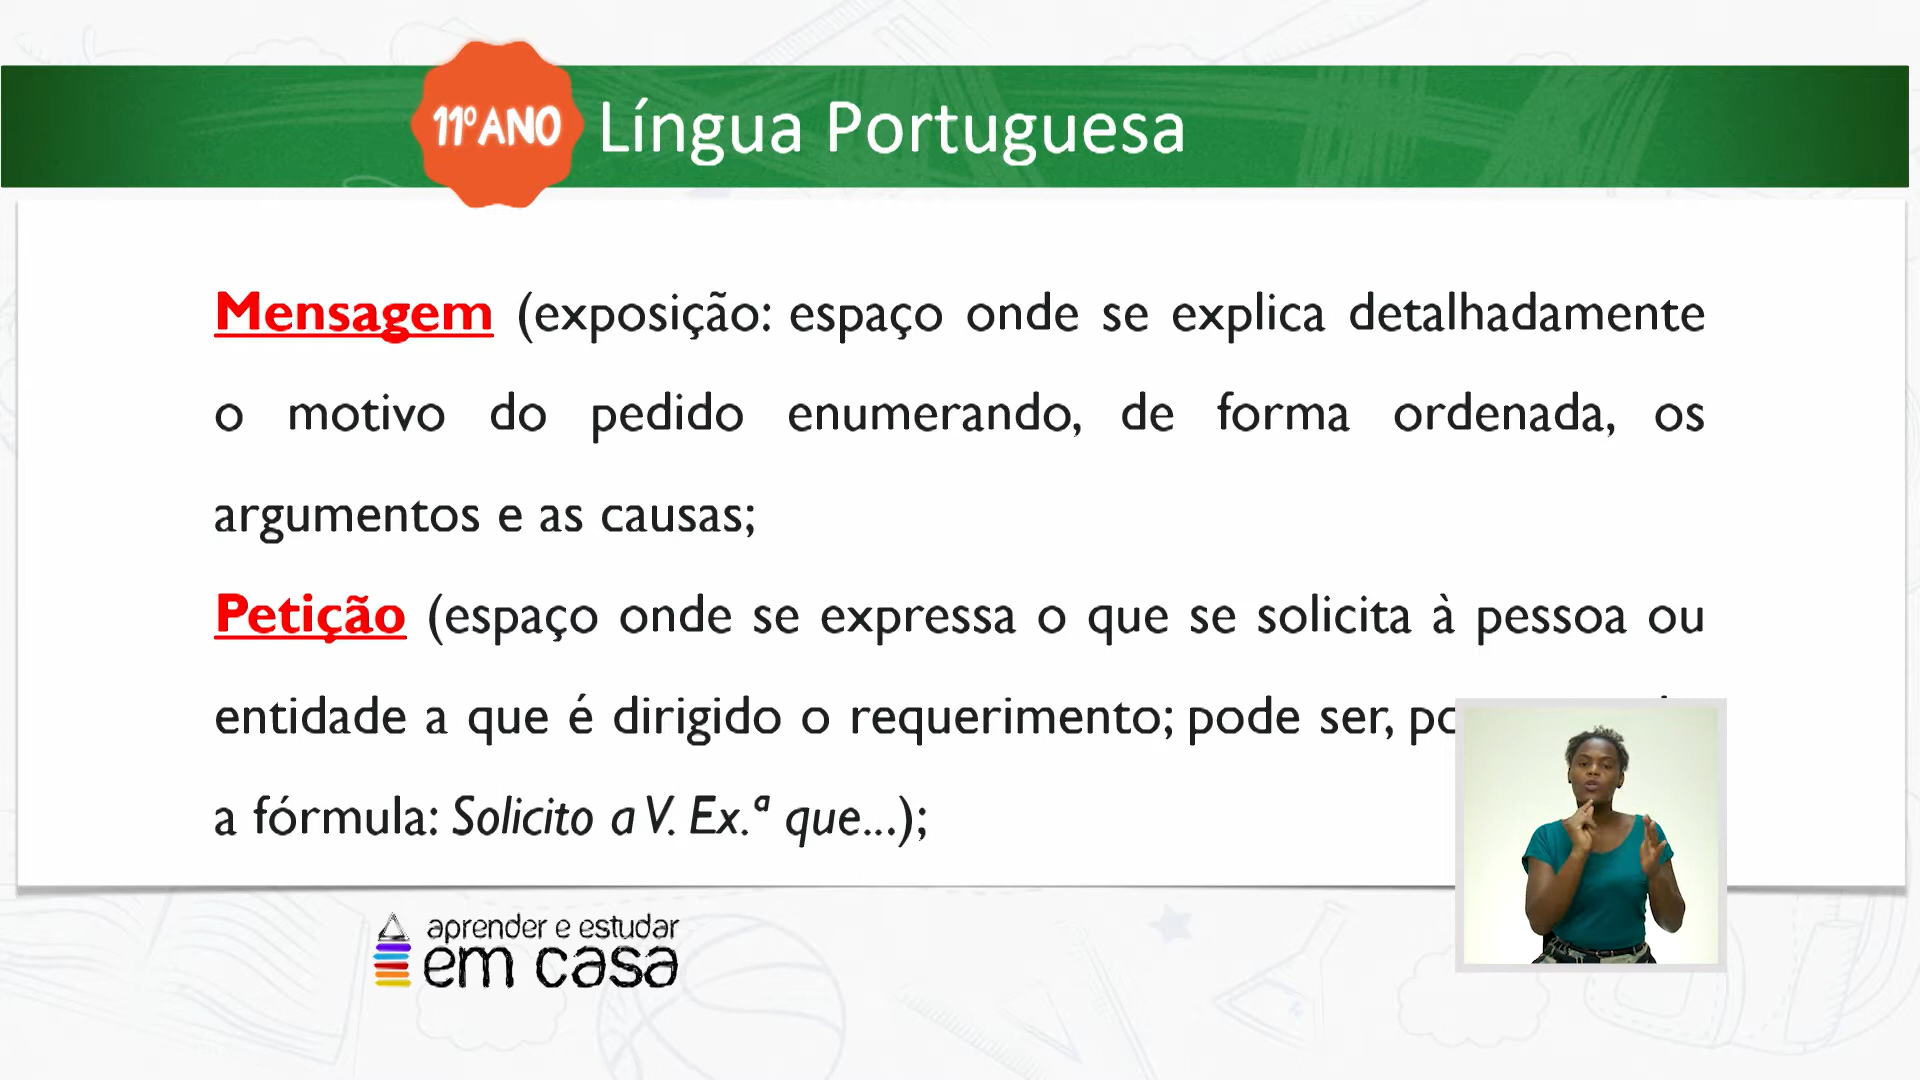 11º ANO Língua Portuguesa
Mensagem (exposição: espaço onde se explica detalhadamente
o motivo do pedido enumerando, de forma ordenada, os
argumentos e as causas;
Petição (espaço onde se expressa o que se solicita à pessoa ou
entidade a que é dirigido o requerimento; pode ser,
a fórmula: Solicito a V. Ex.ª que...);
aprender e estudar
em casa